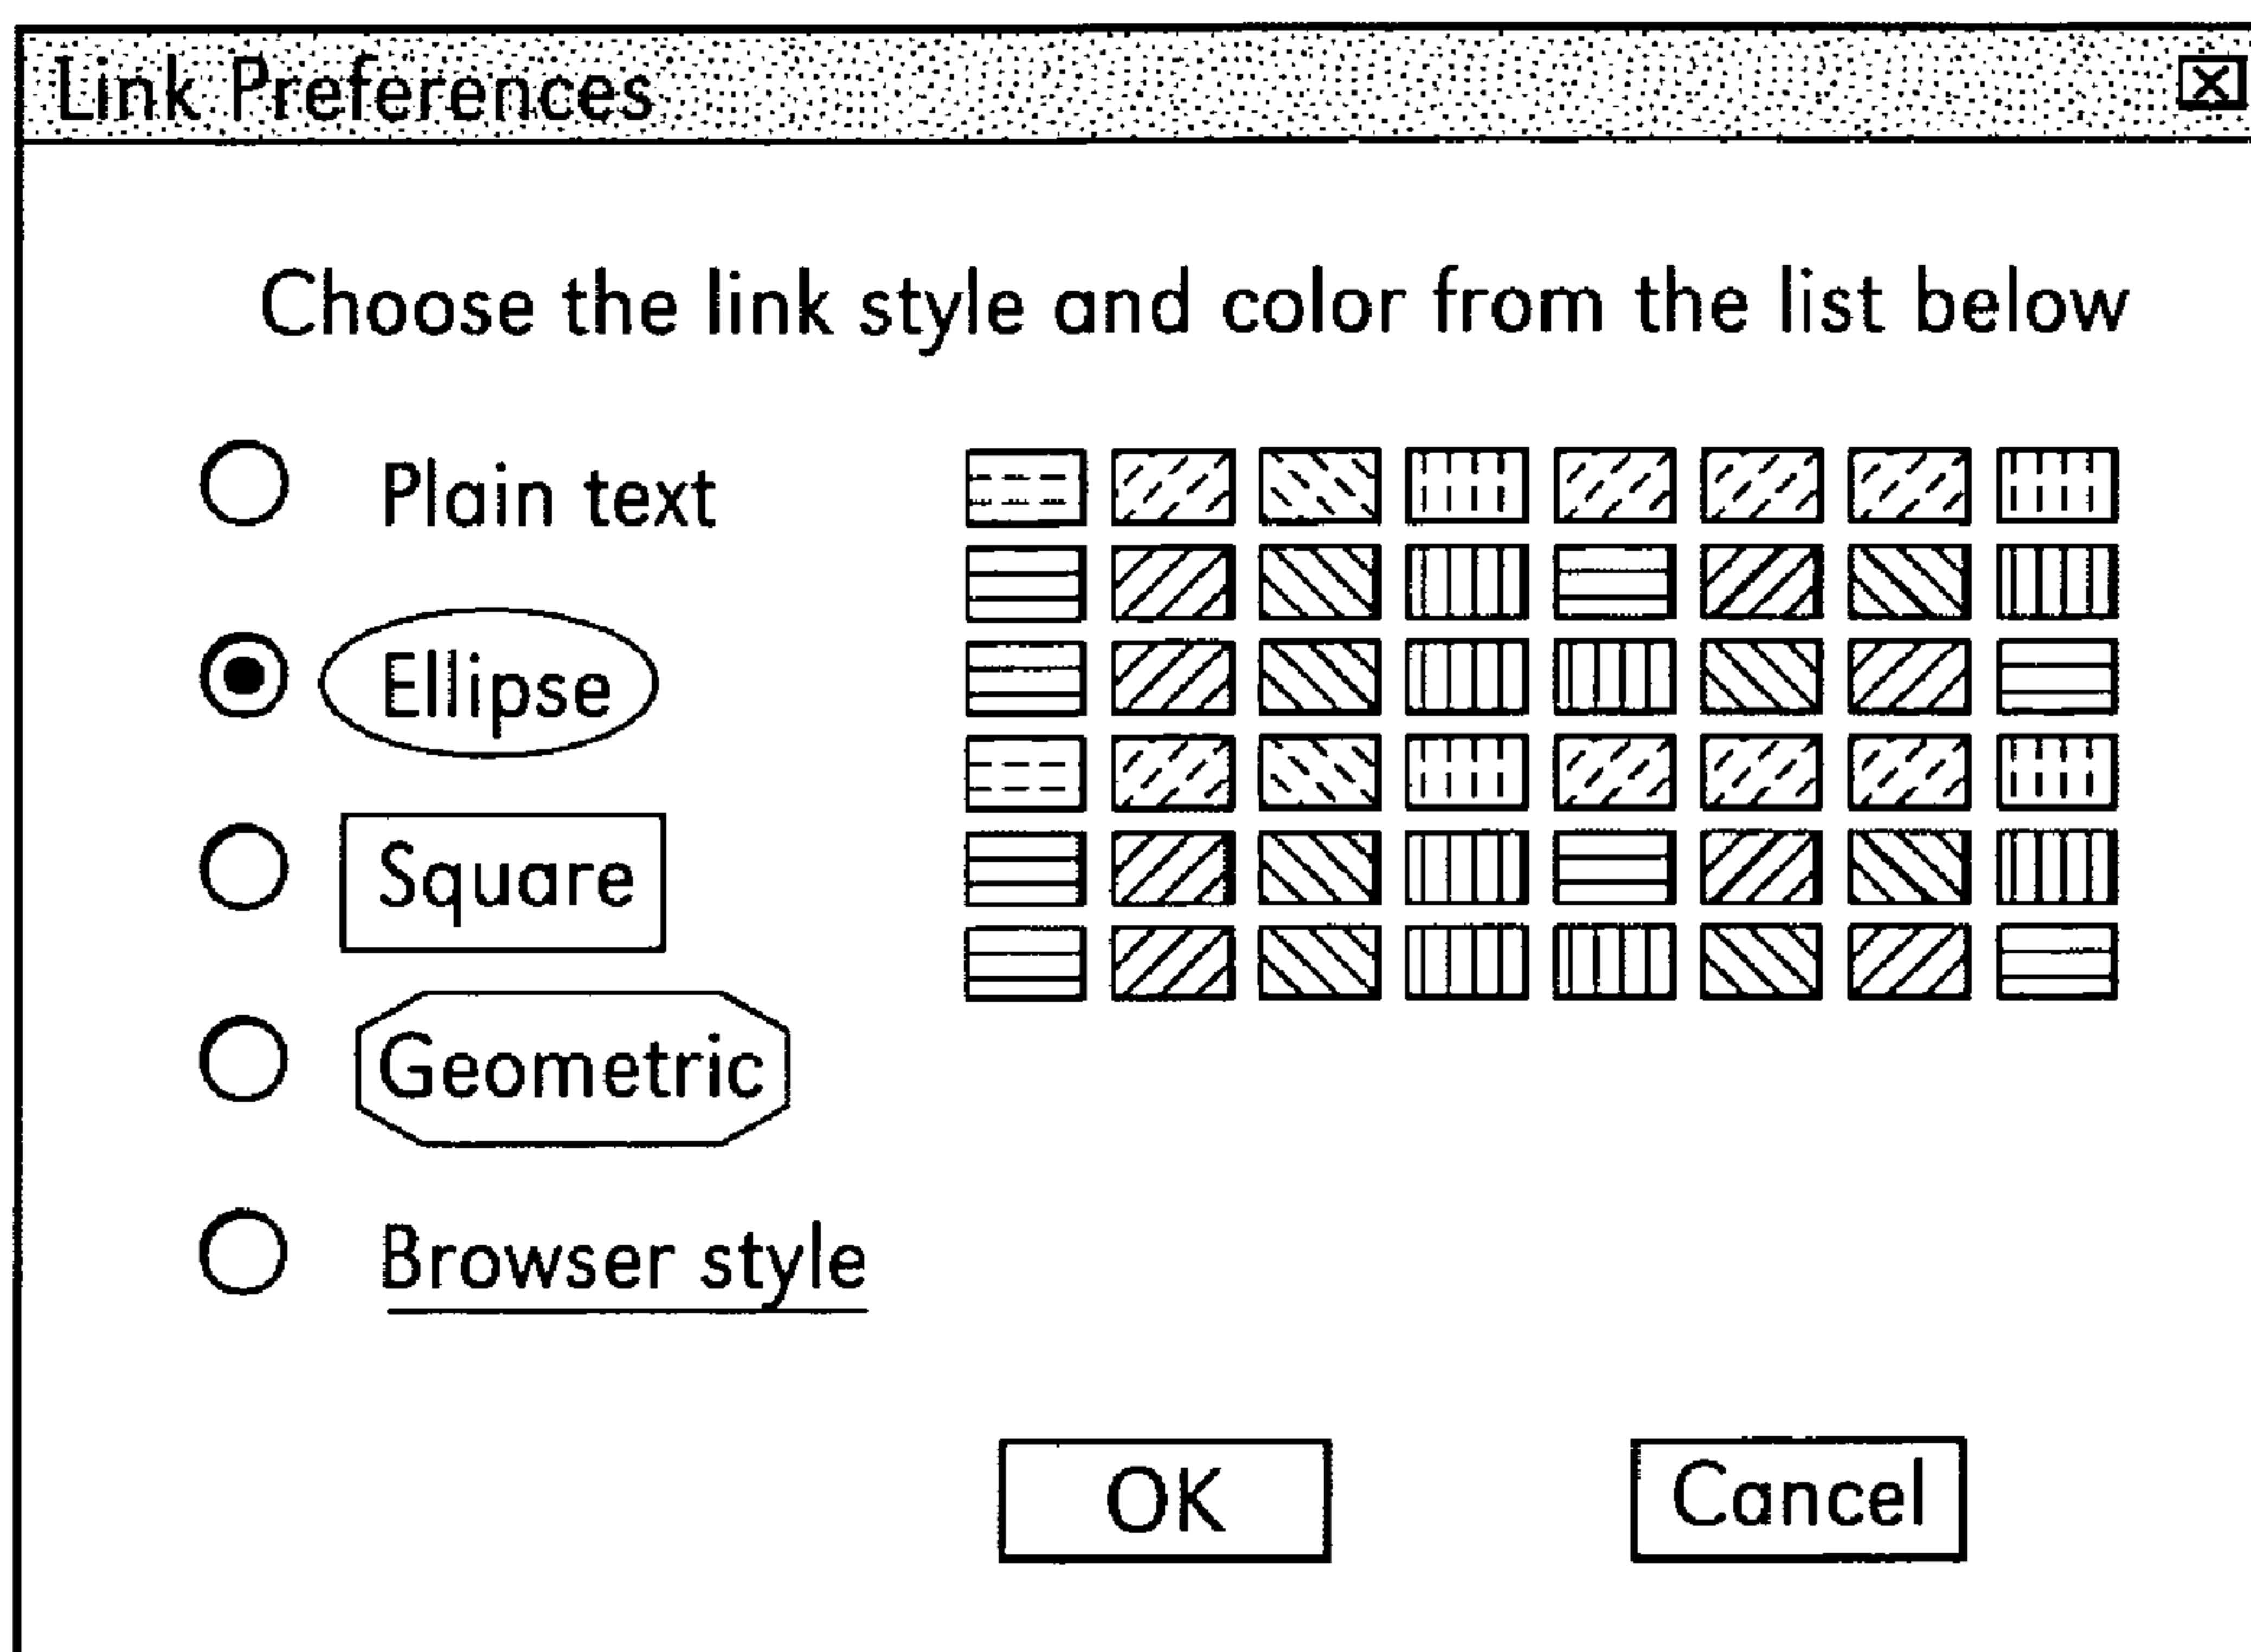 Link Preferences
Choose the link style and color from the list below
Plain text
Ellipse
Square
Geometric
Browser style
OK
Cancel